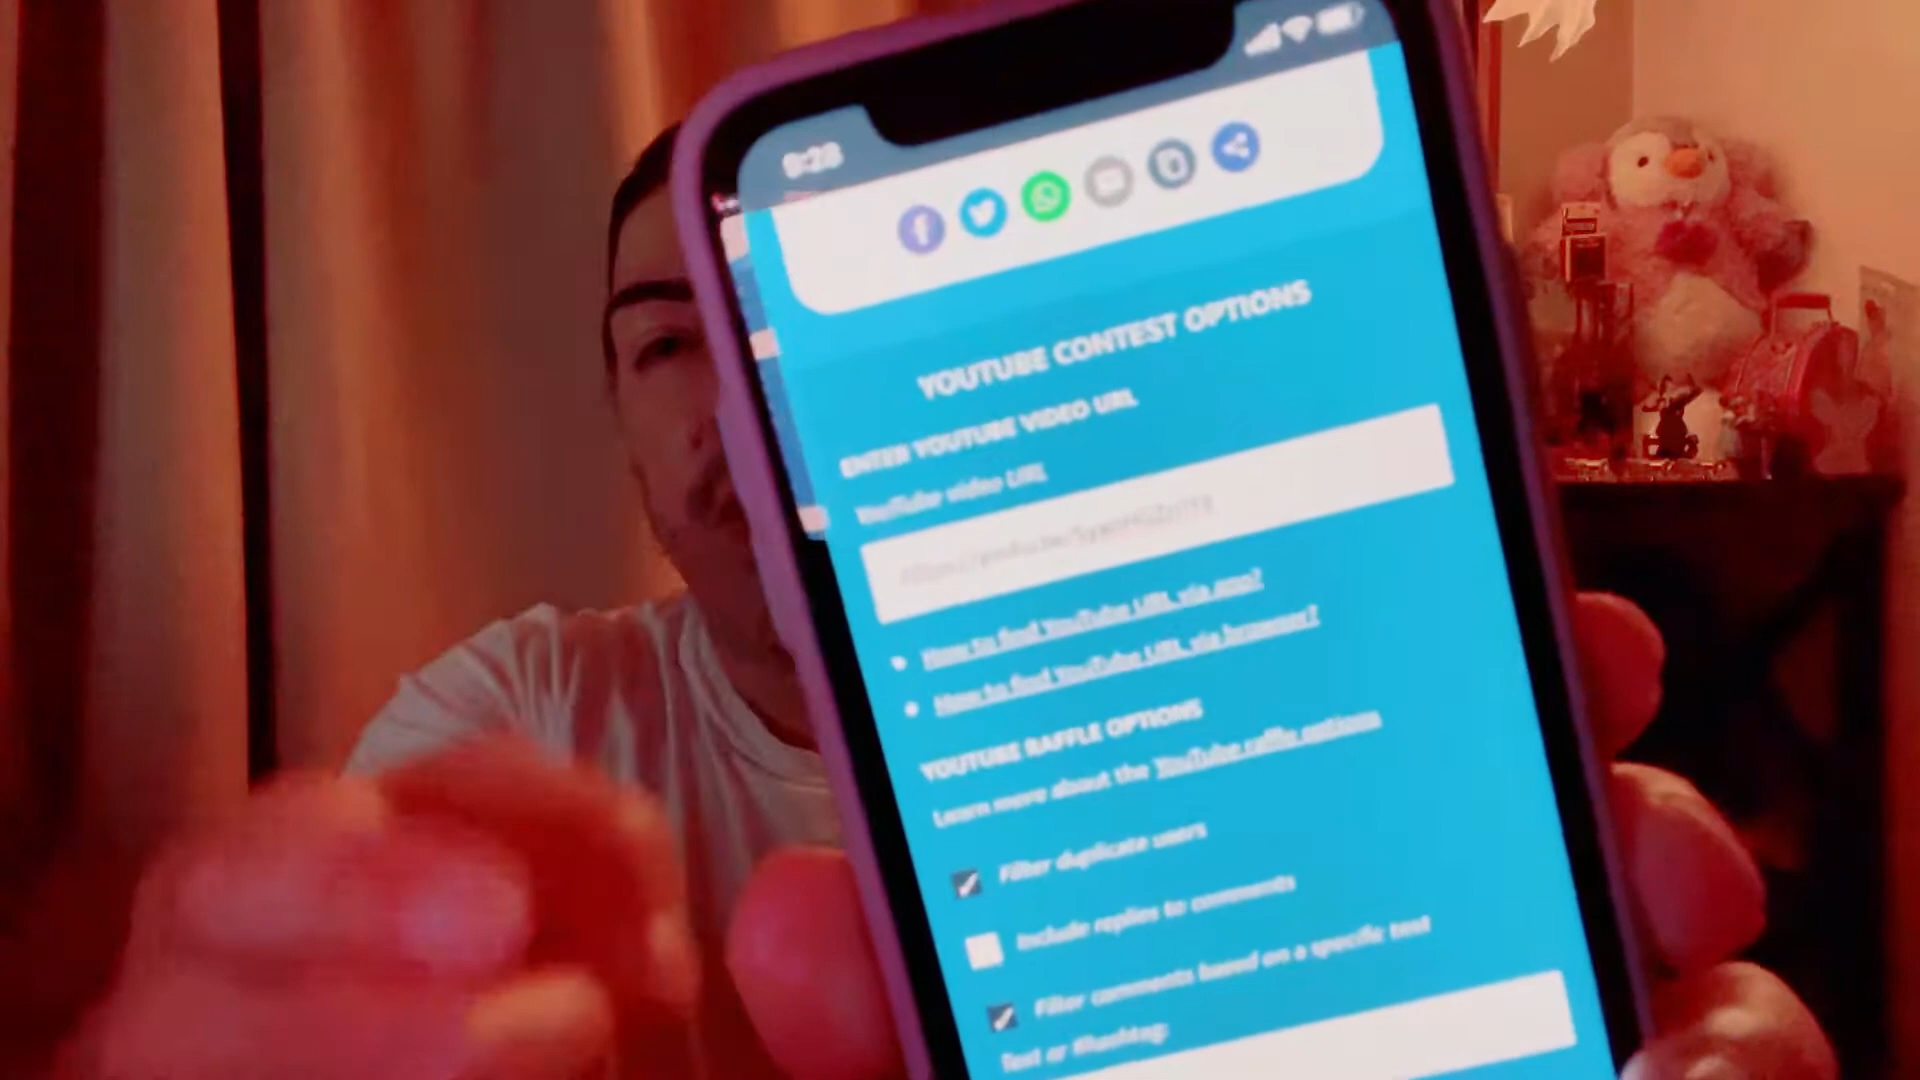 9:28
YOUTUBE CONTEST OPTIONS
ENTER YOUTUBE VIDEO URL
YouTube video URL
How to find YouTube URL via app?
How to find YouTube URL via browser?
YOUTUBE RAFFLE OPTIONS
Learn more about the YouTube raffle options
Filter duplicate users
Include replies to comments
Filter comments based on a specific text
Text or #hashtag: